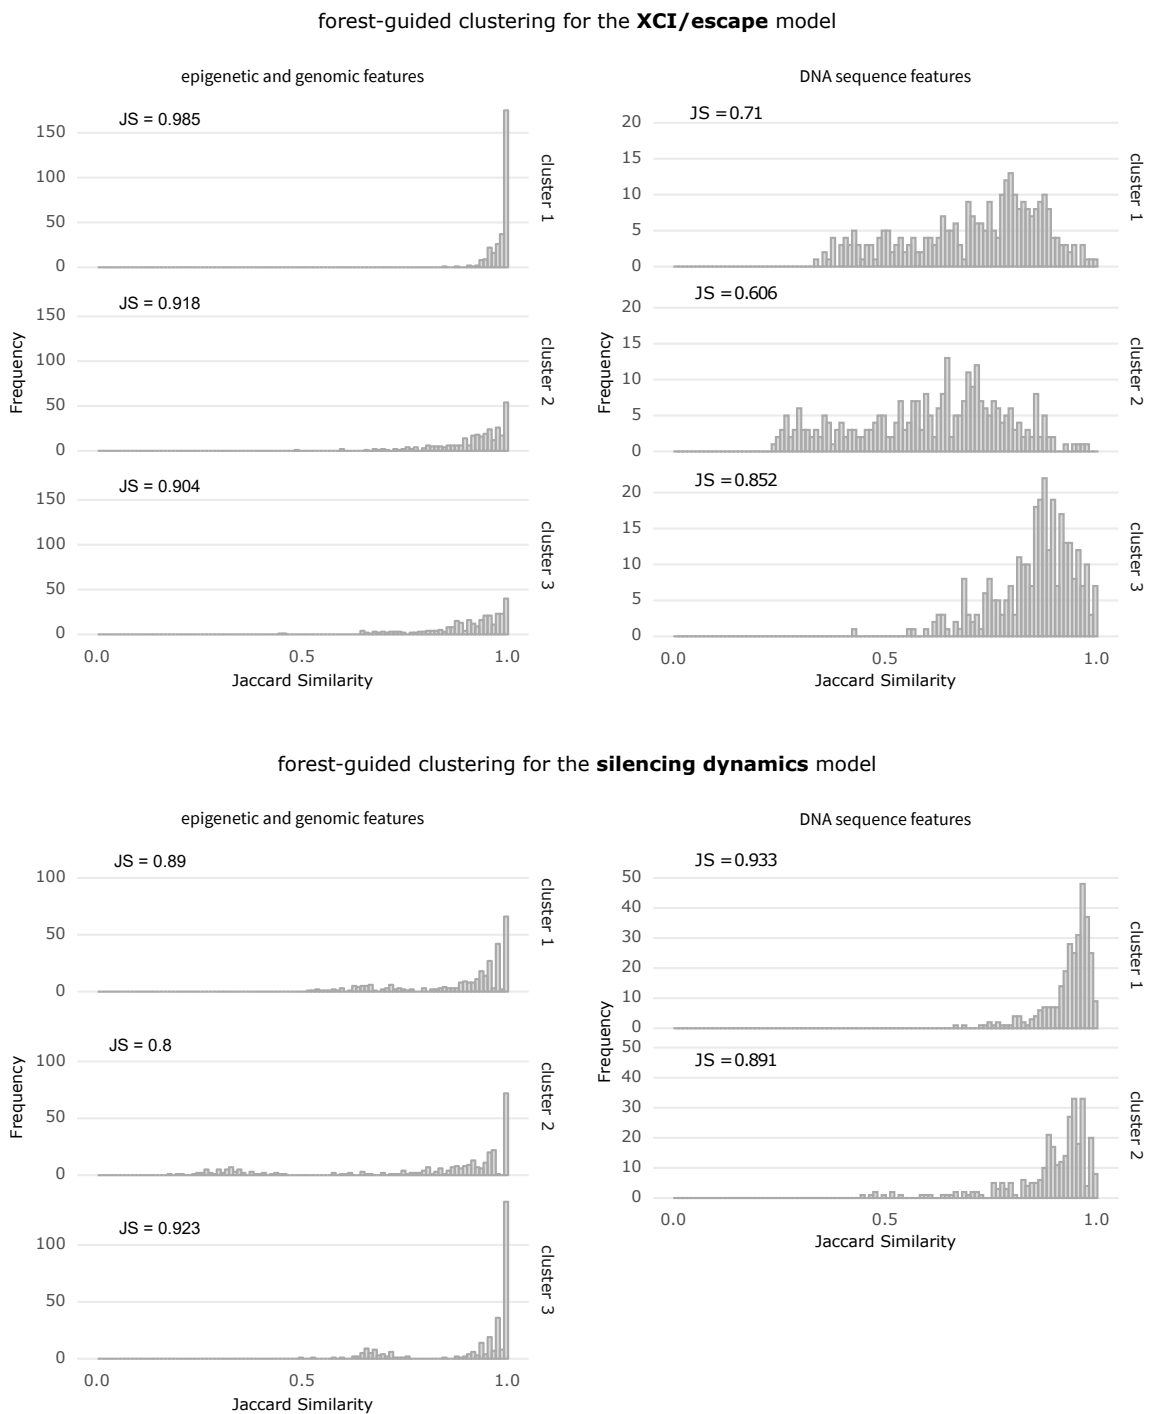 forest-guided clustering for the XCI/escape model
epigenetic and genomic features
DNA sequence features
JS = 0.985
150
100
50
0
cluster 1
JS = 0.918
150
100
50
0
cluster 2
JS = 0.904
150
100
50
0
cluster 3
Frequency
0.0 0.5 1.0
Jaccard Similarity
JS = 0.71
20
15
10
5
0
cluster 1
JS = 0.606
20
15
10
5
0
cluster 2
JS = 0.852
20
15
10
5
0
cluster 3
Frequency
0.0 0.5 1.0
Jaccard Similarity
forest-guided clustering for the silencing dynamics model
epigenetic and genomic features
DNA sequence features
JS = 0.89
100
50
0
cluster 1
JS = 0.8
100
50
0
cluster 2
JS = 0.923
100
50
0
cluster 3
Frequency
0.0 0.5 1.0
Jaccard Similarity
JS = 0.933
50
40
30
20
10
0
cluster 1
JS = 0.891
50
40
30
20
10
0
cluster 2
Frequency
0.0 0.5 1.0
Jaccard Similarity